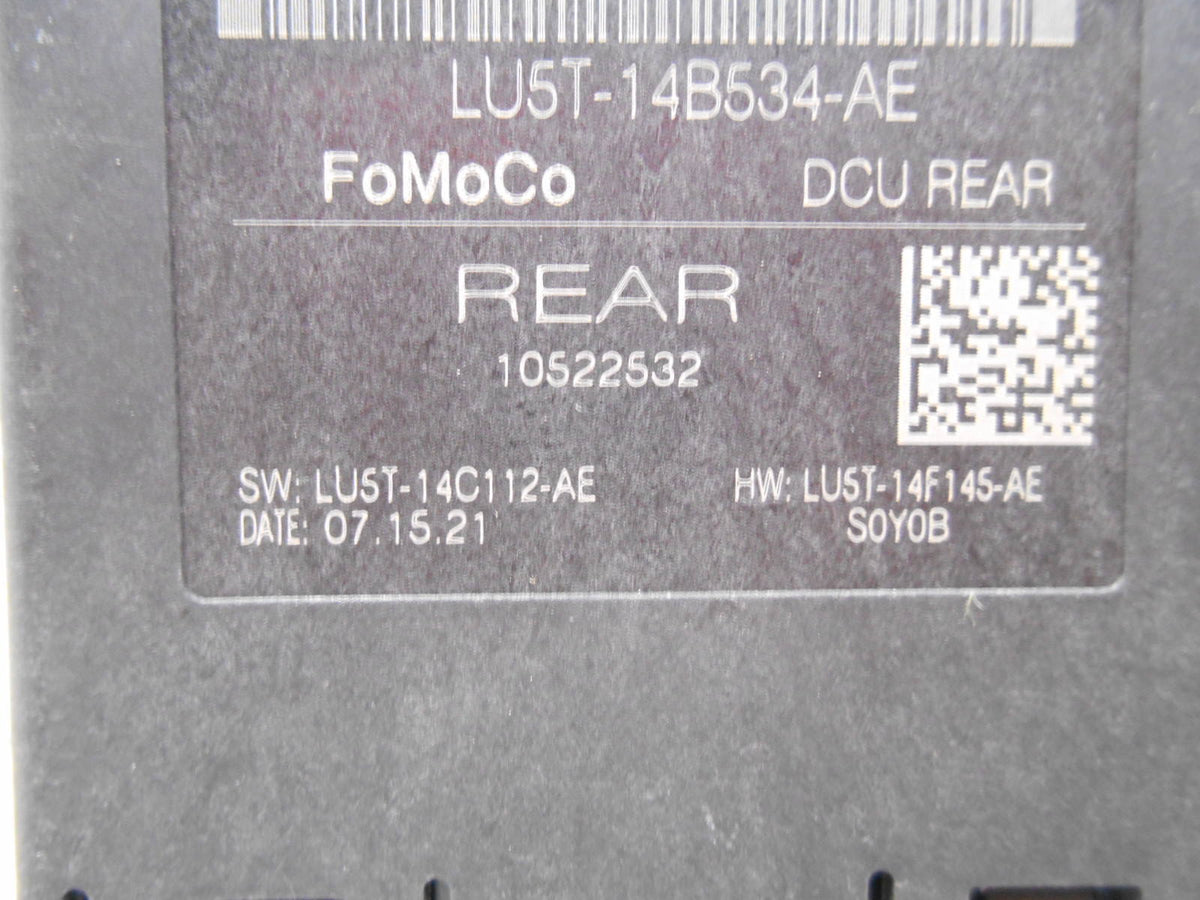 LU5T-14B534-AE
FoMoCo DCU REAR
REAR
10522532
SW: LU5T-14C112-AE HW: LU5T-14F145-AE
DATE: 07.15.21 S0Y0B